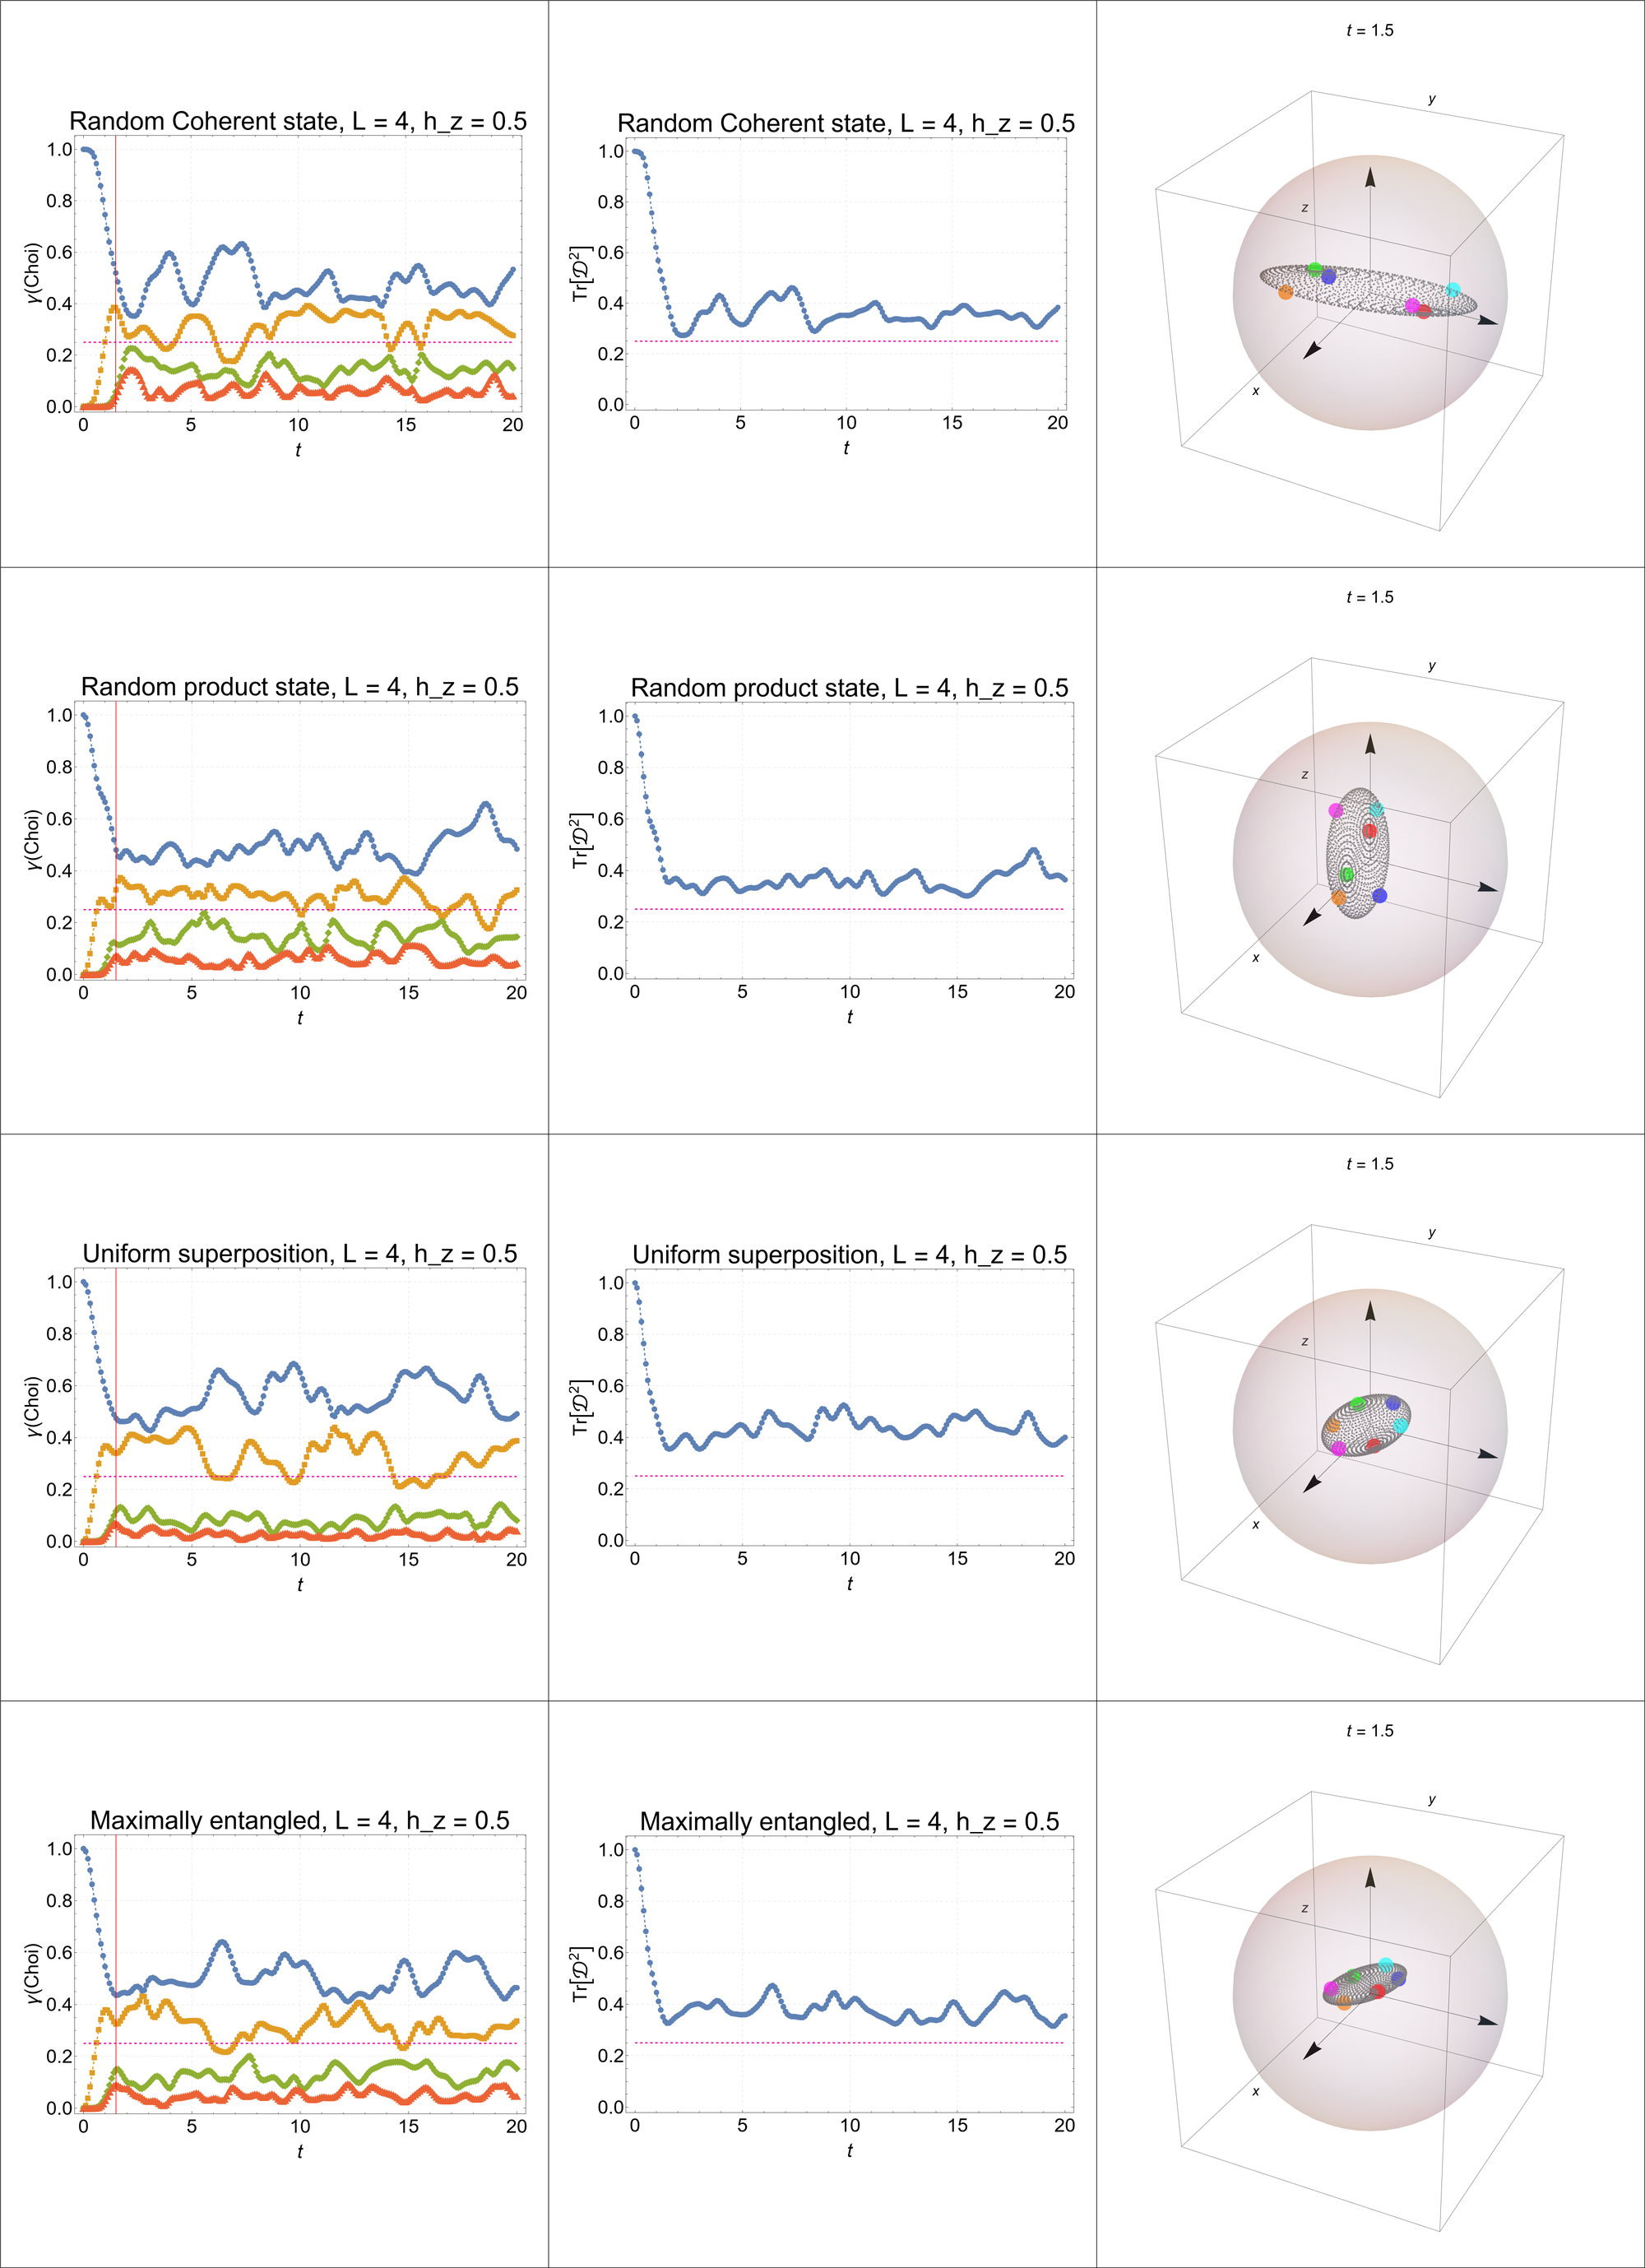 t = 1.5
y
z
x
Random Coherent state, L = 4, h_z = 0.5
γ(Choi)
1.0
0.8
0.6
0.4
0.2
0.0
0 5 10 15 20
t
Random Coherent state, L = 4, h_z = 0.5
Tr[𝒟²]
1.0
0.8
0.6
0.4
0.2
0.0
0 5 10 15 20
t
t = 1.5
y
z
x
Random product state, L = 4, h_z = 0.5
γ(Choi)
1.0
0.8
0.6
0.4
0.2
0.0
0 5 10 15 20
t
Random product state, L = 4, h_z = 0.5
Tr[𝒟²]
1.0
0.8
0.6
0.4
0.2
0.0
0 5 10 15 20
t
t = 1.5
y
z
x
Uniform superposition, L = 4, h_z = 0.5
γ(Choi)
1.0
0.8
0.6
0.4
0.2
0.0
0 5 10 15 20
t
Uniform superposition, L = 4, h_z = 0.5
Tr[𝒟²]
1.0
0.8
0.6
0.4
0.2
0.0
0 5 10 15 20
t
t = 1.5
y
z
x
Maximally entangled, L = 4, h_z = 0.5
γ(Choi)
1.0
0.8
0.6
0.4
0.2
0.0
0 5 10 15 20
t
Maximally entangled, L = 4, h_z = 0.5
Tr[𝒟²]
1.0
0.8
0.6
0.4
0.2
0.0
0 5 10 15 20
t